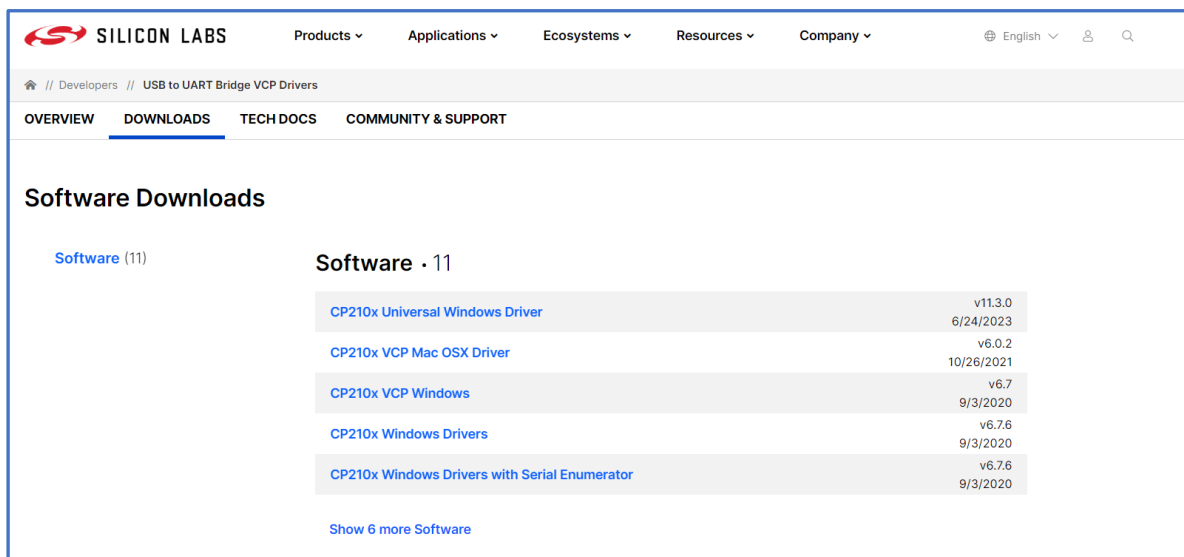 SILICON LABS
Products Applications Ecosystems Resources Company English
// Developers // USB to UART Bridge VCP Drivers
OVERVIEW DOWNLOADS TECH DOCS COMMUNITY & SUPPORT
Software Downloads
Software (11)
Software · 11
CP210x Universal Windows Driver
v11.3.0
6/24/2023
CP210x VCP Mac OSX Driver
v6.0.2
10/26/2021
CP210x VCP Windows
v6.7
9/3/2020
CP210x Windows Drivers
v6.7.6
9/3/2020
CP210x Windows Drivers with Serial Enumerator
v6.7.6
9/3/2020
Show 6 more Software